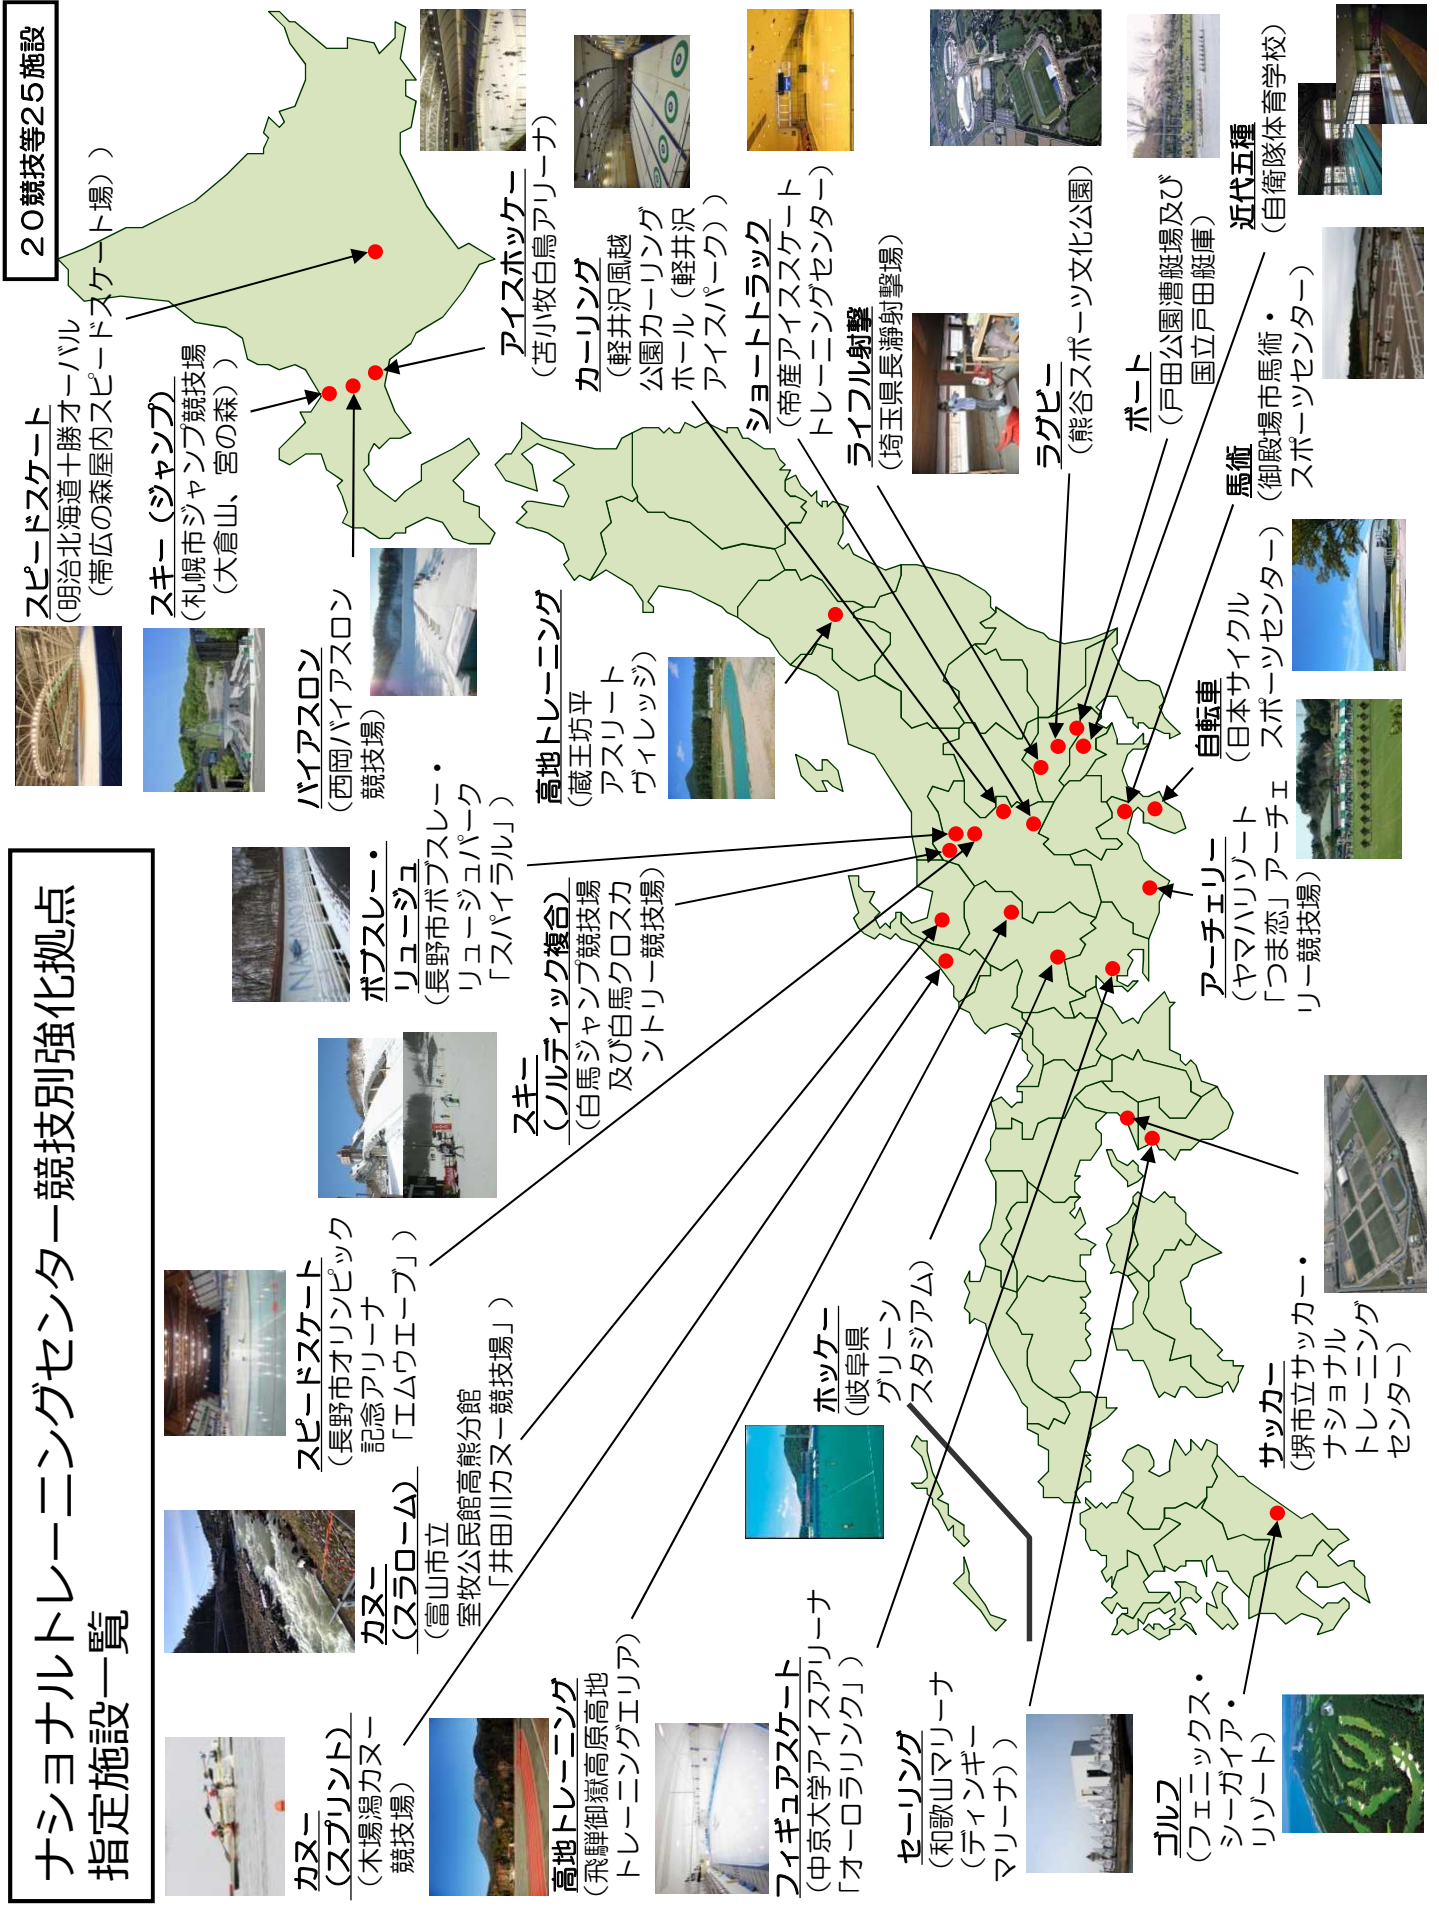 ナショナルトレーニングセンター競技別強化拠点
指定施設一覧
20競技等25施設
カヌー
(スプリント)
(木場潟カヌー
競技場)
カヌー
(スラローム)
(富山市立
室牧公民館高熊分館
「井田川カヌー競技場」)
スピードスケート
(長野市オリンピック
記念アリーナ
「エムウエーブ」)
スキー
(ノルディック複合)
(白馬ジャンプ競技場
及び白馬クロスカ
ントリー競技場)
ボブスレー・
リュージュ
(長野市ボブスレー・
リュージュパーク
「スパイラル」)
スピードスケート
(明治北海道十勝オーバル
(帯広の森屋内スピードスケート場))
スキー(ジャンプ)
(札幌市ジャンプ競技場
(大倉山、宮の森))
バイアスロン
(西岡バイアスロン
競技場)
高地トレーニング
(蔵王坊平
アスリート
ヴィレッジ)
アイスホッケー
(苫小牧白鳥アリーナ)
カーリング
(軽井沢風越
公園カーリング
ホール(軽井沢
アイスパーク))
ショートトラック
(帝産アイススケート
トレーニングセンター)
ライフル射撃
(埼玉県長瀞射撃場)
ラグビー
(熊谷スポーツ文化公園)
ボート
(戸田公園漕艇場及び
国立戸田艇庫)
近代五種
(自衛隊体育学校)
馬術
(御殿場市馬術・
スポーツセンター)
自転車
(日本サイクル
スポーツセンター)
アーチェリー
(ヤマハリゾート
「つま恋」アーチェ
リー競技場)
高地トレーニング
(飛騨御嶽高原高地
トレーニングエリア)
フィギュアスケート
(中京大学アイスアリーナ
「オーロラリンク」)
ホッケー
(岐阜県
グリーン
スタジアム)
セーリング
(和歌山マリーナ
(ディンギー
マリーナ))
サッカー
(堺市立サッカー・
ナショナル
トレーニング
センター)
ゴルフ
(フェニックス・
シーガイア・
リゾート)